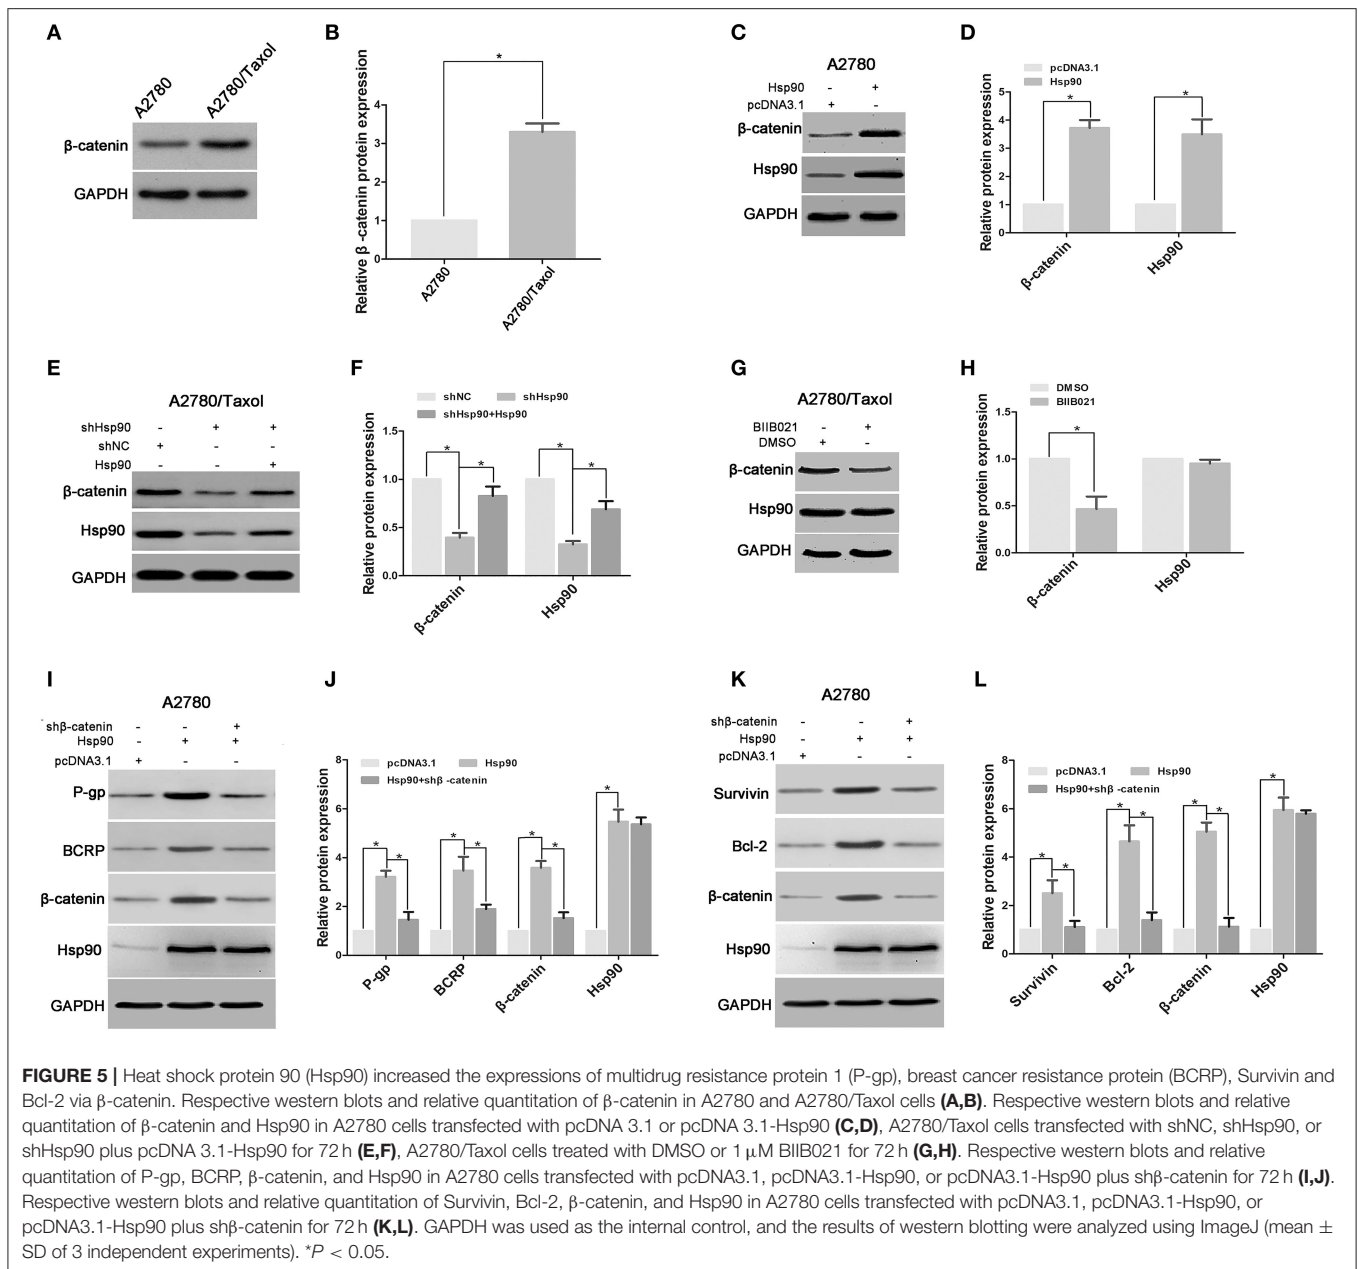 A
A2780
A2780/Taxol
β-catenin
GAPDH
B
*
Relative β -catenin protein expression
4
3
2
1
0
A2780
A2780/Taxol
C
A2780
Hsp90 - +
pcDNA3.1 + -
β-catenin
Hsp90
GAPDH
D
pcDNA3.1
Hsp90
Relative protein expression
5
4
3
2
1
0
* *
β-catenin
Hsp90
E
A2780/Taxol
shHsp90 - + +
shNC + - -
Hsp90 - - +
β-catenin
Hsp90
GAPDH
F
shNC shHsp90
shHsp90+Hsp90
Relative protein expression
1.5
1.0
0.5
0.0
* * * *
β-catenin
Hsp90
G
A2780/Taxol
BIIB021 - +
DMSO + -
β-catenin
Hsp90
GAPDH
H
DMSO
BIIB021
Relative protein expression
1.5
1.0
0.5
0.0
*
β-catenin
Hsp90
I
A2780
shβ-catenin - - +
Hsp90 - + +
pcDNA3.1 + - -
P-gp
BCRP
β-catenin
Hsp90
GAPDH
J
pcDNA3.1 Hsp90
Hsp90+shβ -catenin
Relative protein expression
8
6
4
2
0
* * * * * * *
P-gp
BCRP
β-catenin
Hsp90
K
A2780
shβ-catenin - - +
Hsp90 - + +
pcDNA3.1 + - -
Survivin
Bcl-2
β-catenin
Hsp90
GAPDH
L
pcDNA3.1 Hsp90
Hsp90+shβ -catenin
Relative protein expression
8
6
4
2
0
* * * * * * *
Survivin
Bcl-2
β-catenin
Hsp90
FIGURE 5 | Heat shock protein 90 (Hsp90) increased the expressions of multidrug resistance protein 1 (P-gp), breast cancer resistance protein (BCRP), Survivin and
Bcl-2 via β-catenin. Respective western blots and relative quantitation of β-catenin in A2780 and A2780/Taxol cells (A,B). Respective western blots and relative
quantitation of β-catenin and Hsp90 in A2780 cells transfected with pcDNA 3.1 or pcDNA 3.1-Hsp90 (C,D), A2780/Taxol cells transfected with shNC, shHsp90, or
shHsp90 plus pcDNA 3.1-Hsp90 for 72 h (E,F), A2780/Taxol cells treated with DMSO or 1 μM BIIB021 for 72 h (G,H). Respective western blots and relative
quantitation of P-gp, BCRP, β-catenin, and Hsp90 in A2780 cells transfected with pcDNA3.1, pcDNA3.1-Hsp90, or pcDNA3.1-Hsp90 plus shβ-catenin for 72 h (I,J).
Respective western blots and relative quantitation of Survivin, Bcl-2, β-catenin, and Hsp90 in A2780 cells transfected with pcDNA3.1, pcDNA3.1-Hsp90, or
pcDNA3.1-Hsp90 plus shβ-catenin for 72 h (K,L). GAPDH was used as the internal control, and the results of western blotting were analyzed using ImageJ (mean ±
SD of 3 independent experiments). *P < 0.05.